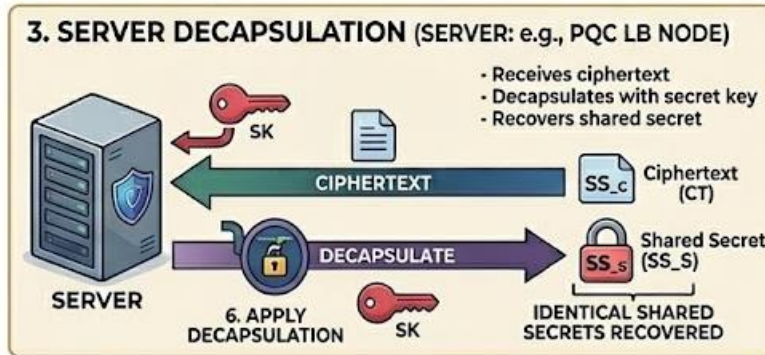 3. SERVER DECAPSULATION (SERVER: e.g., PQC LB NODE)
- Receives ciphertext
- Decapsulates with secret key
- Recovers shared secret
SK
CIPHERTEXT
SS_C
Ciphertext
(CT)
DECAPSULATE
SS_S
Shared Secret
(SS_S)
SERVER
6. APPLY
DECAPSULATION
SK
IDENTICAL SHARED
SECRETS RECOVERED